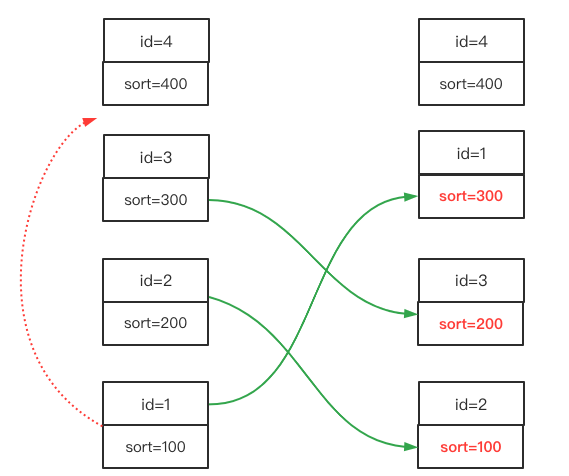 id=4
sort=400
id=3
sort=300
id=2
sort=200
id=1
sort=100
id=4
sort=400
id=1
sort=300
id=3
sort=200
id=2
sort=100